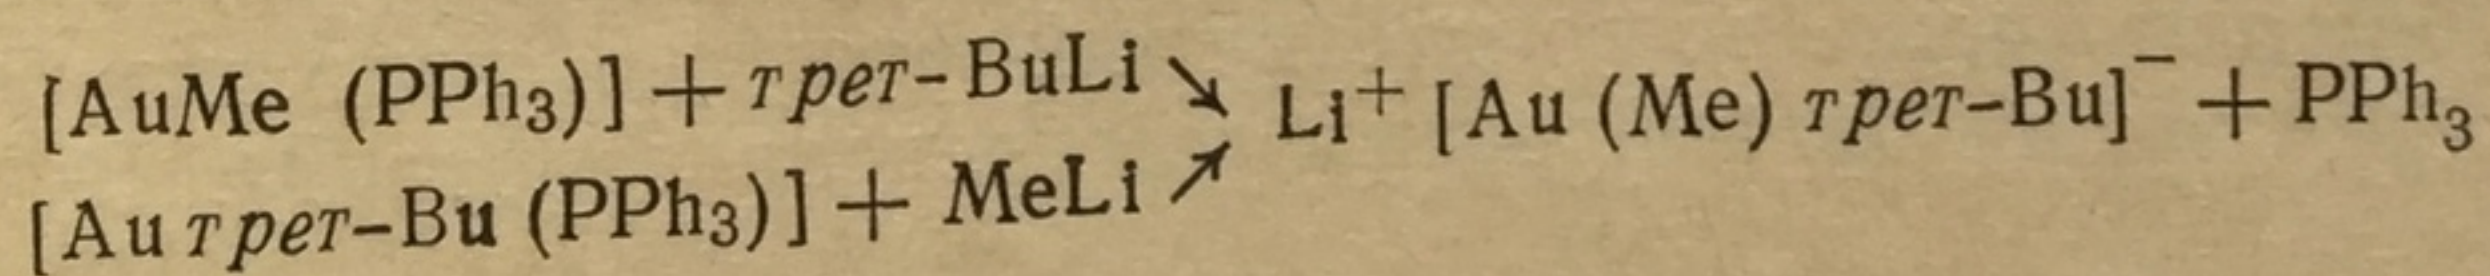 [AuMe (PPh₃)] + трет-BuLi ↘ Li⁺ [Au (Me) трет-Bu]⁻ + PPh₃
[Au трет-Bu (PPh₃)] + MeLi ↗